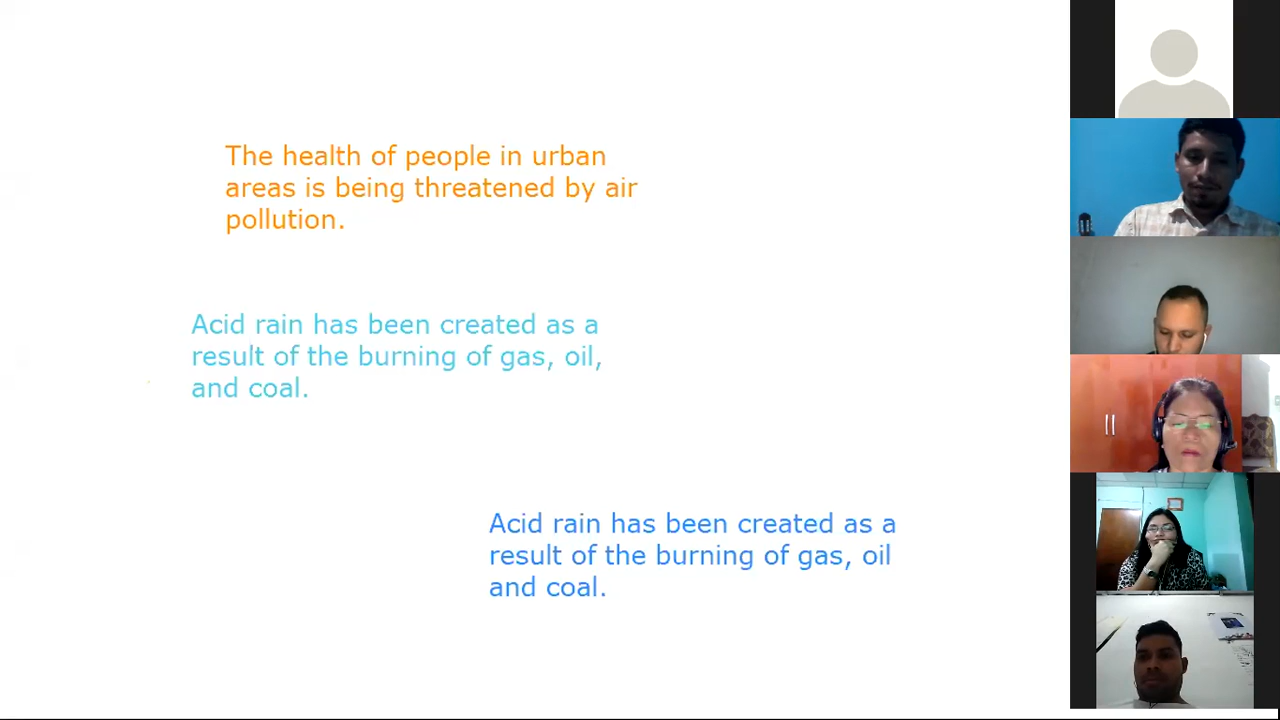 The health of people in urban
areas is being threatened by air
pollution.
Acid rain has been created as a
result of the burning of gas, oil,
and coal.
Acid rain has been created as a
result of the burning of gas, oil
and coal.